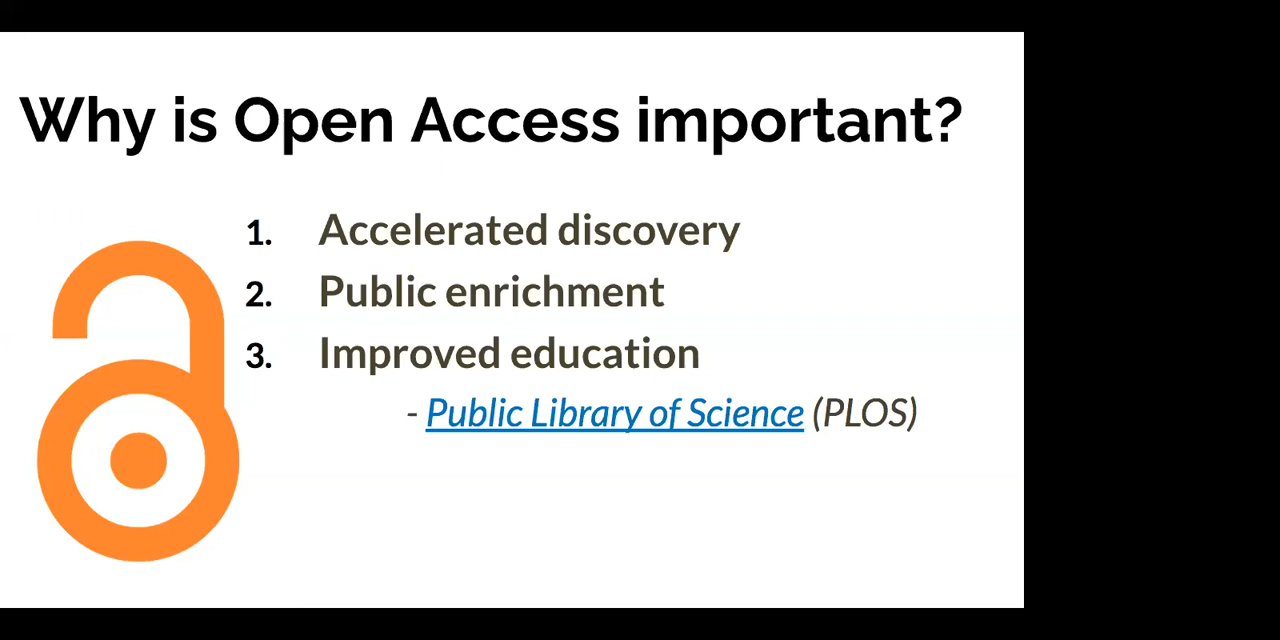 Why is Open Access important?
1. Accelerated discovery
2. Public enrichment
3. Improved education
- Public Library of Science (PLOS)